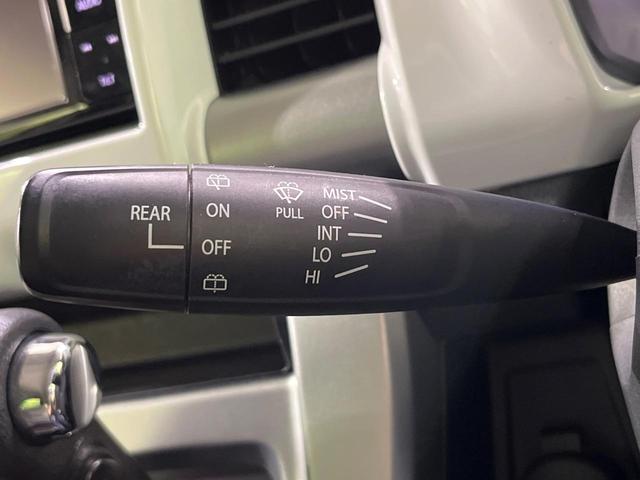 REAR
ON
OFF
PULL
MIST
OFF
INT
LO
HI